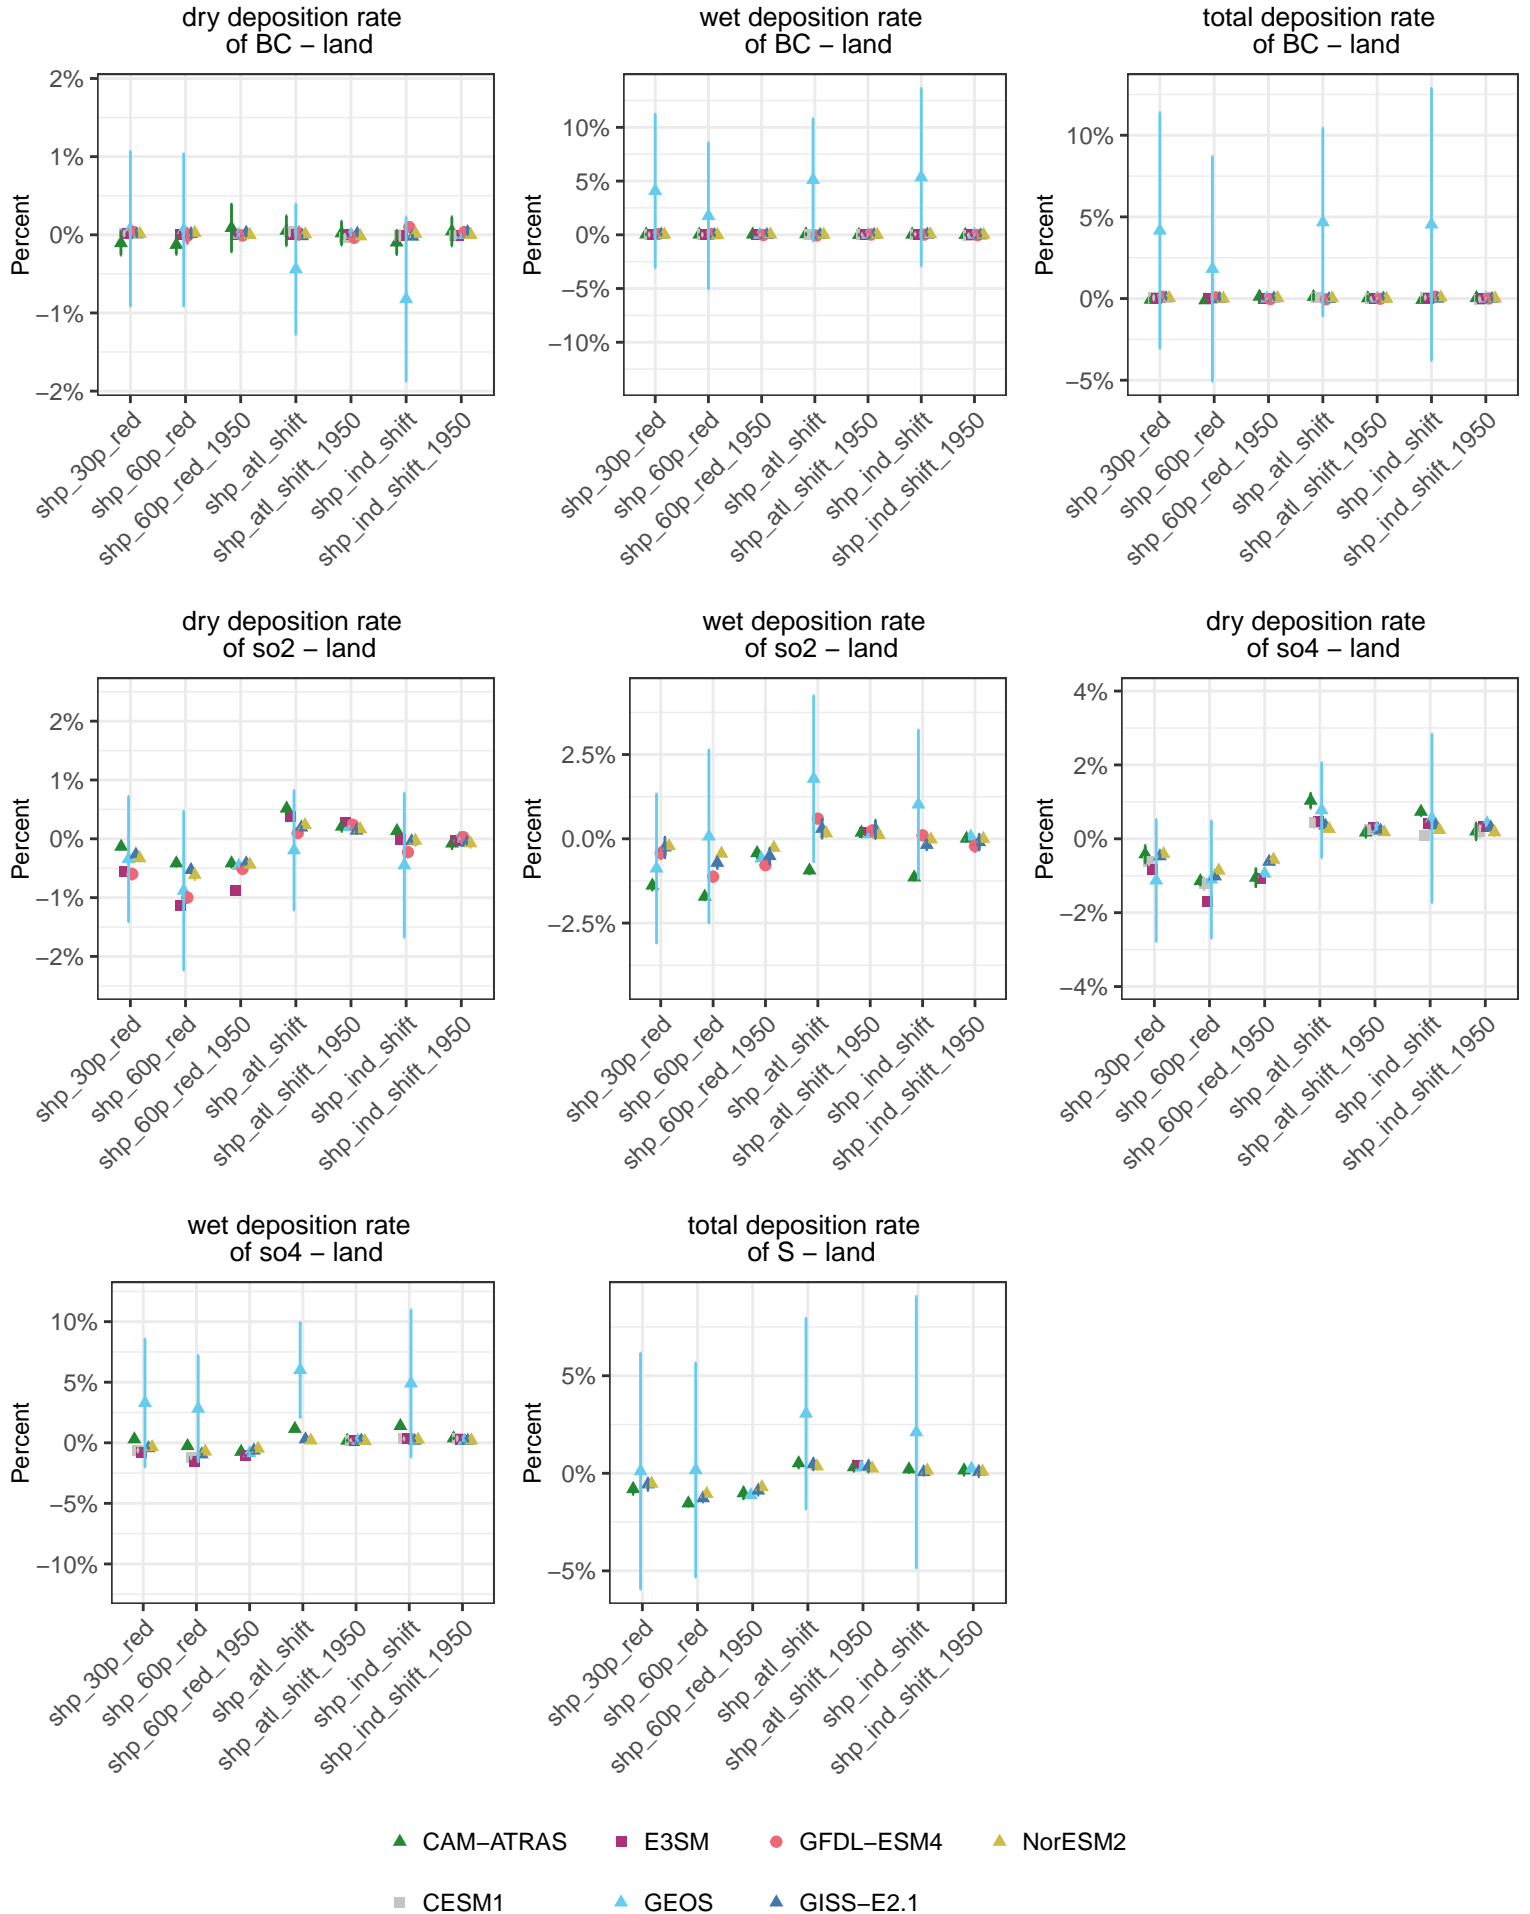 dry deposition rate
of BC − land
wet deposition rate
of BC − land
total deposition rate
of BC − land
Percent
2%
1%
0%
−1%
−2%
shp_30p_red
shp_60p_red
shp_60p_red_1950
shp_atl_shift
shp_atl_shift_1950
shp_ind_shift
shp_ind_shift_1950
Percent
10%
5%
0%
−5%
−10%
shp_30p_red
shp_60p_red
shp_60p_red_1950
shp_atl_shift
shp_atl_shift_1950
shp_ind_shift
shp_ind_shift_1950
Percent
10%
5%
0%
−5%
shp_30p_red
shp_60p_red
shp_60p_red_1950
shp_atl_shift
shp_atl_shift_1950
shp_ind_shift
shp_ind_shift_1950
dry deposition rate
of so2 − land
wet deposition rate
of so2 − land
dry deposition rate
of so4 − land
Percent
2%
1%
0%
−1%
−2%
shp_30p_red
shp_60p_red
shp_60p_red_1950
shp_atl_shift
shp_atl_shift_1950
shp_ind_shift
shp_ind_shift_1950
Percent
2.5%
0.0%
−2.5%
shp_30p_red
shp_60p_red
shp_60p_red_1950
shp_atl_shift
shp_atl_shift_1950
shp_ind_shift
shp_ind_shift_1950
Percent
4%
2%
0%
−2%
−4%
shp_30p_red
shp_60p_red
shp_60p_red_1950
shp_atl_shift
shp_atl_shift_1950
shp_ind_shift
shp_ind_shift_1950
wet deposition rate
of so4 − land
total deposition rate
of S − land
Percent
10%
5%
0%
−5%
−10%
shp_30p_red
shp_60p_red
shp_60p_red_1950
shp_atl_shift
shp_atl_shift_1950
shp_ind_shift
shp_ind_shift_1950
Percent
5%
0%
−5%
shp_30p_red
shp_60p_red
shp_60p_red_1950
shp_atl_shift
shp_atl_shift_1950
shp_ind_shift
shp_ind_shift_1950
CAM−ATRAS E3SM GFDL−ESM4 NorESM2
CESM1 GEOS GISS−E2.1